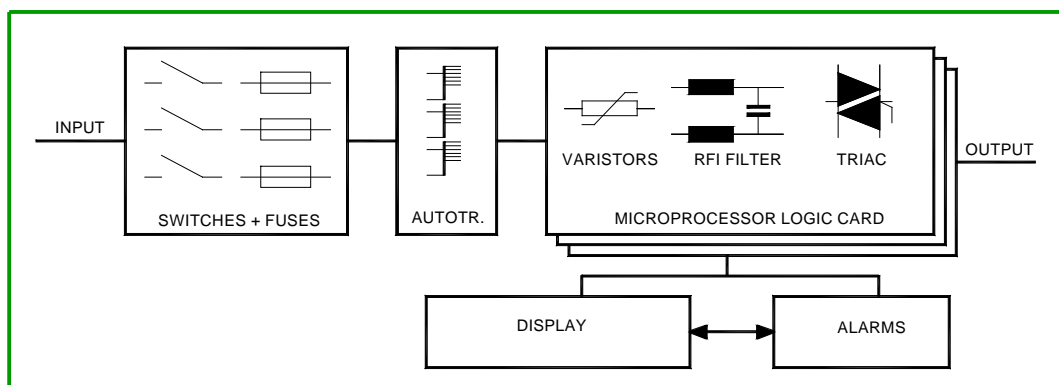 INPUT
SWITCHES + FUSES
AUTOTR.
VARISTORS
RFI FILTER
TRIAC
MICROPROCESSOR LOGIC CARD
OUTPUT
DISPLAY
ALARMS